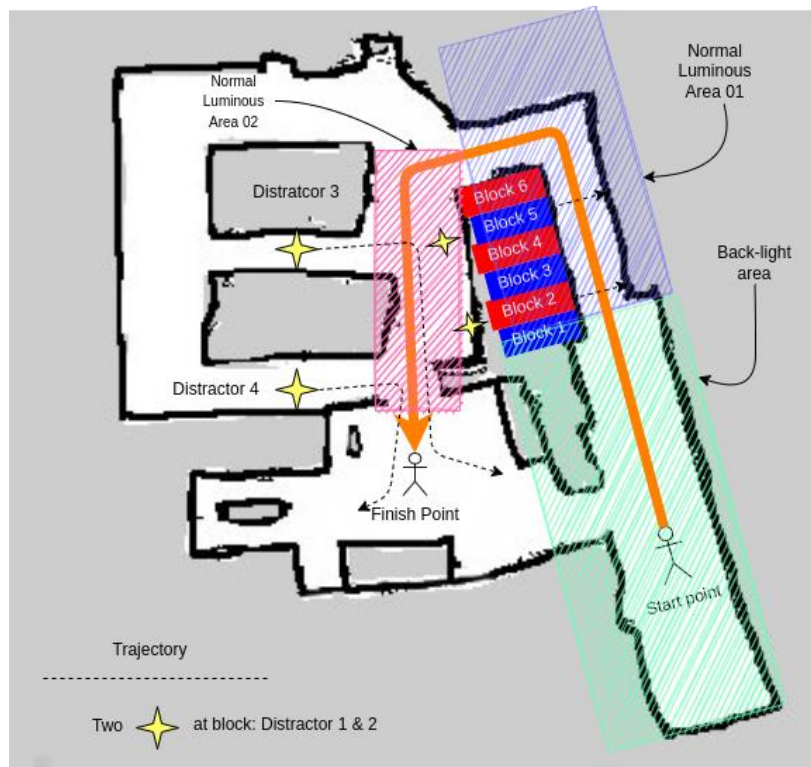 Normal
Luminous
Area 01
Normal
Luminous
Area 02
Distratcor 3
Block 6
Block 5
Block 4
Block 3
Block 2
Block 1
Back-light
area
Distractor 4
Finish Point
Start point
Trajectory
Two at block: Distractor 1 & 2